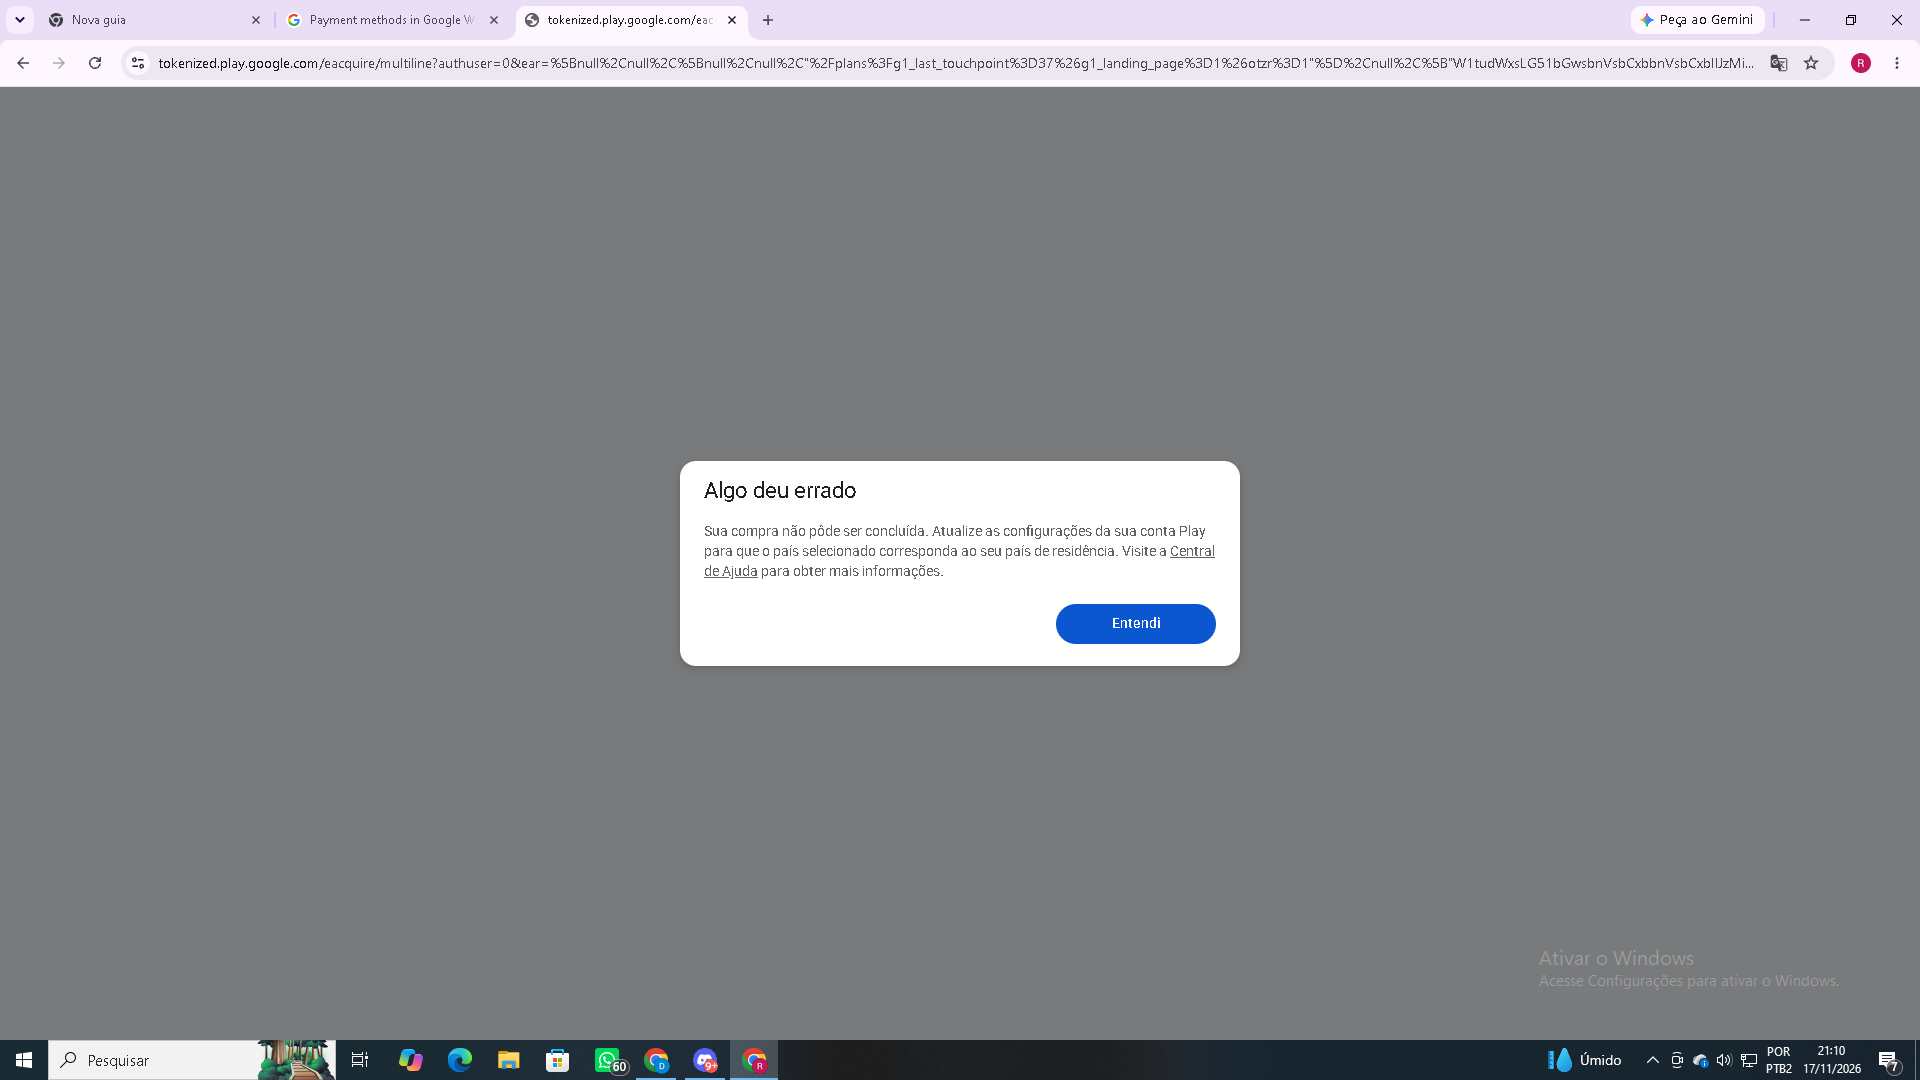 Nova guia
Payment methods in Google W
tokenized.play.google.com/eac
Peça ao Gemini
tokenized.play.google.com/eacquire/multiline?authuser=0&ear=%5Bnull%2Cnull%2C%5Bnull%2Cnull%2C"%2Fplans%3Fg1_last_touchpoint%3D37%26g1_landing_page%3D1%26otzr%3D1"%5D%2Cnull%2C%5B"W1tudWxsLG51bGwsbnVsbCxbbnVsbCxbIlJzMi...
R
Algo deu errado
Sua compra não pôde ser concluída. Atualize as configurações da sua conta Play
para que o país selecionado corresponda ao seu país de residência. Visite a Central
de Ajuda para obter mais informações.
Entendi
Ativar o Windows
Acesse Configurações para ativar o Windows.
Pesquisar
60
D
9+
R
Úmido
POR
PTB2
21:10
17/11/2026
7